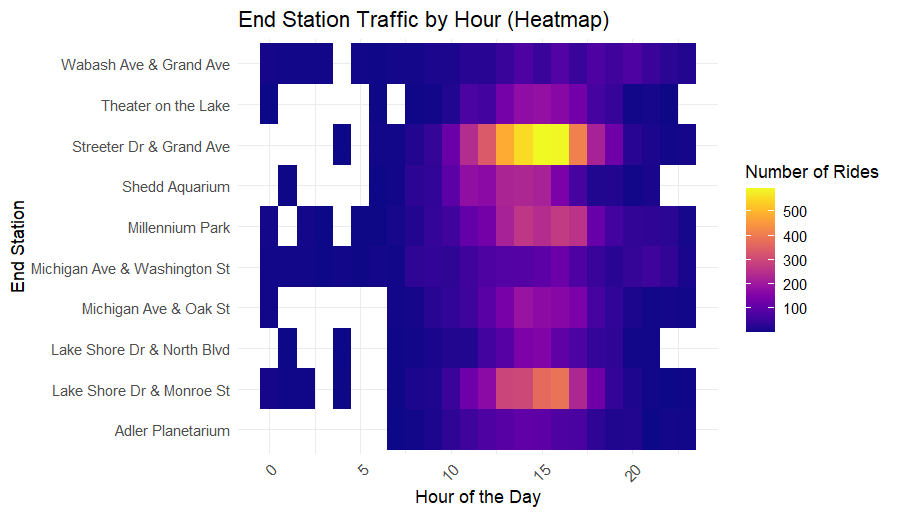 End Station Traffic by Hour (Heatmap)
End Station
Wabash Ave & Grand Ave
Theater on the Lake
Streeter Dr & Grand Ave
Shedd Aquarium
Millennium Park
Michigan Ave & Washington St
Michigan Ave & Oak St
Lake Shore Dr & North Blvd
Lake Shore Dr & Monroe St
Adler Planetarium
0
5
10
15
20
Hour of the Day
Number of Rides
500
400
300
200
100